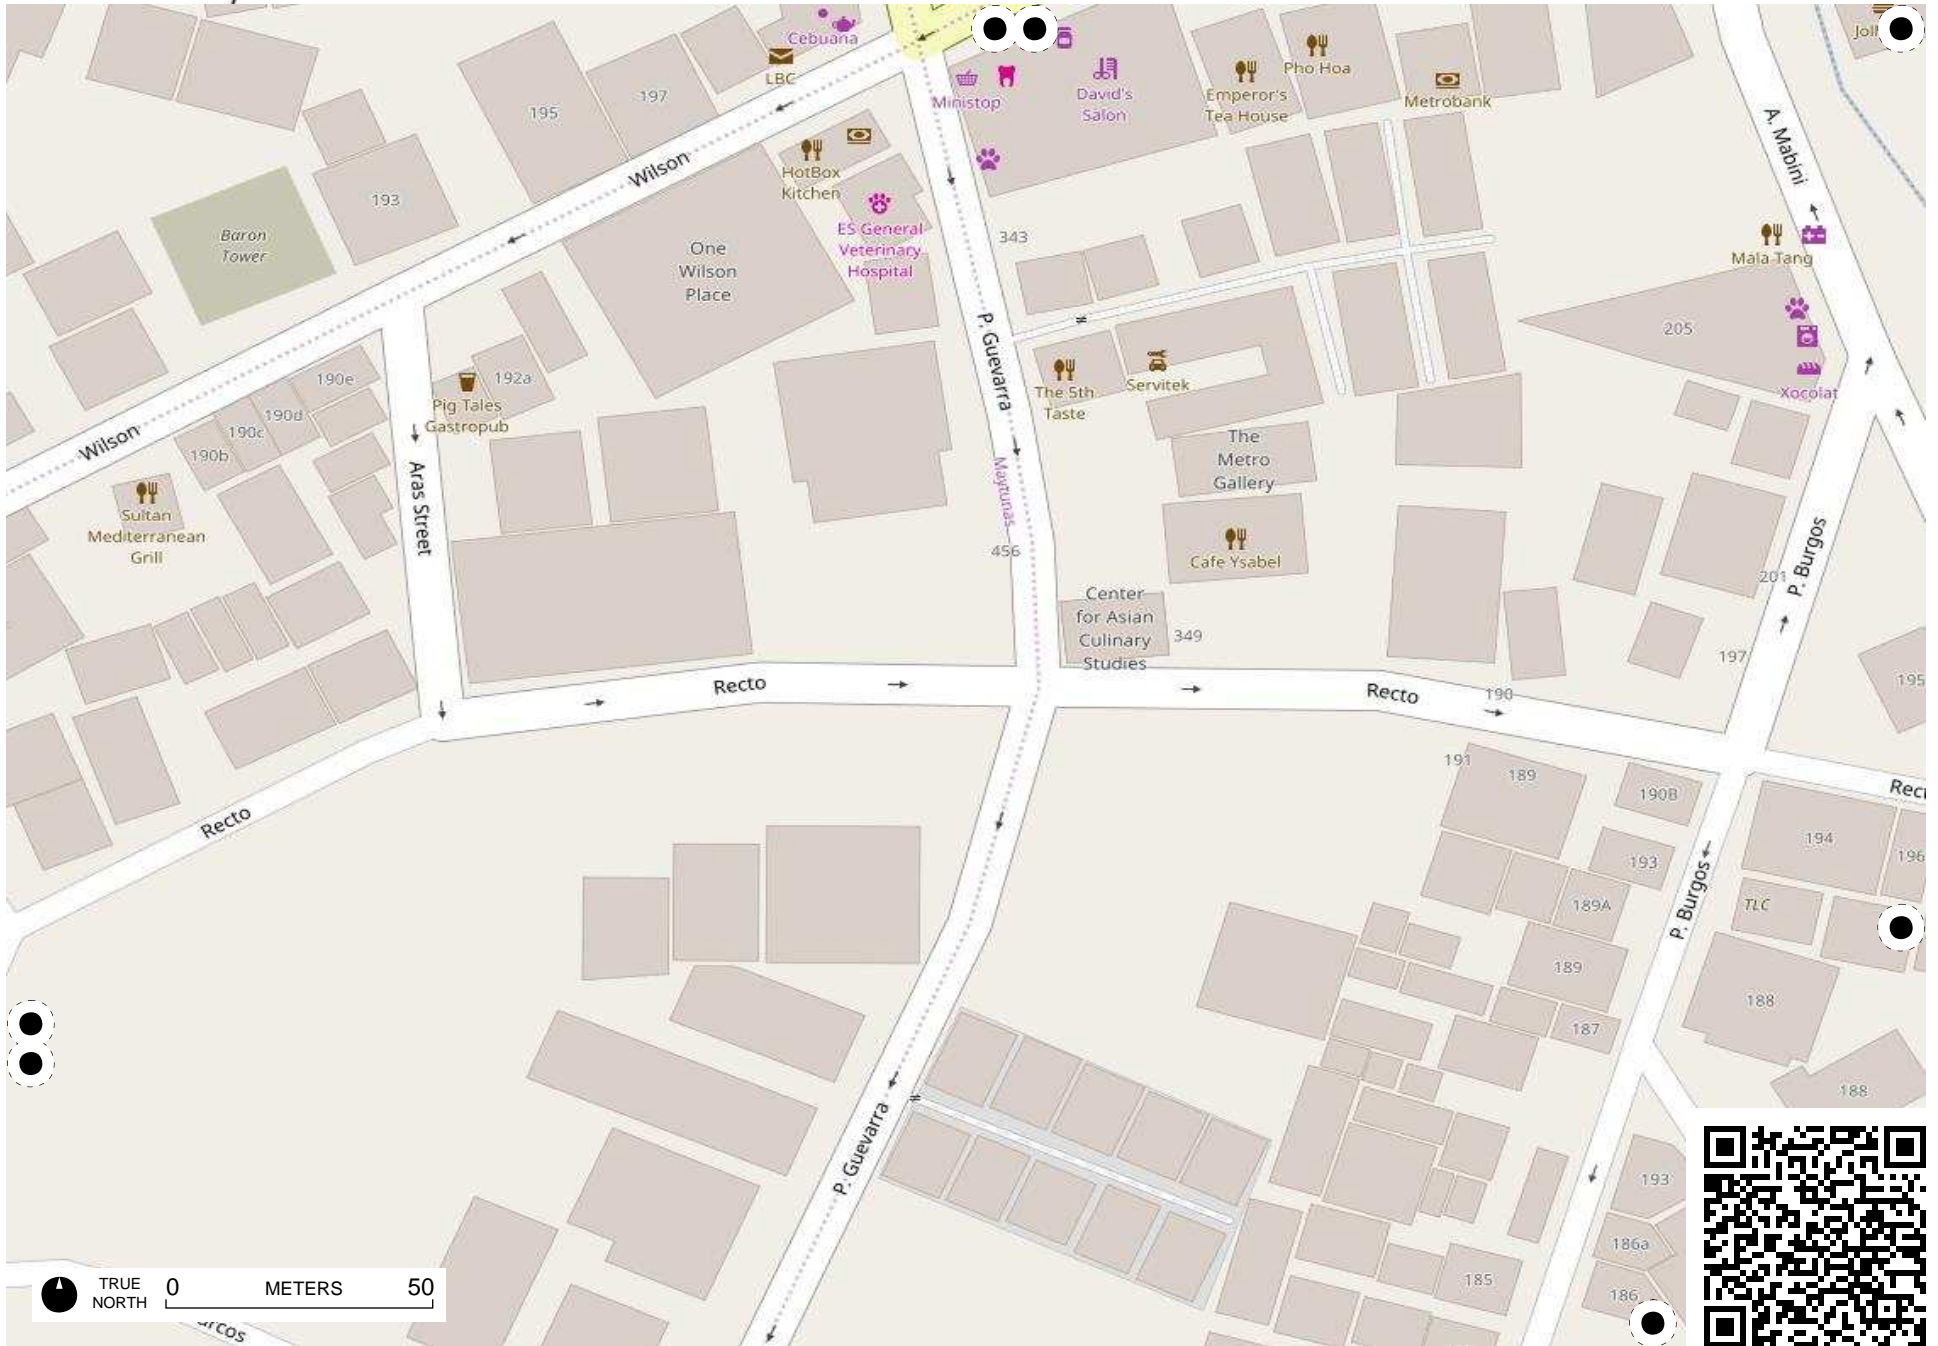 Cebuana
LBC
Ministop
David's
Salon
Emperor's
Tea House
Pho Hoa
Metrobank
195
197
Wilson
HotBox
Kitchen
A. Mabini
193
Baron
Tower
One
Wilson
Place
ES General
Veterinary
Hospital
343
Mala Tang
P. Guevarra
205
190e
192a
190d
190c
190b
Pig Tales
Gastropub
The 5th
Taste
Servitek
Xocolat
Wilson
Aras Street
Maytunas
The
Metro
Gallery
Sultan
Mediterranean
Grill
456
Cafe Ysabel
P. Burgos
201
Center
for Asian
Culinary
Studies
349
197
195
Recto
Recto
190
191
189
190B
Recto
194
196
193
P. Burgos
189A
TLC
189
188
187
188
P. Guevarra
193
186a
185
186
TRUE
NORTH
0 METERS 50